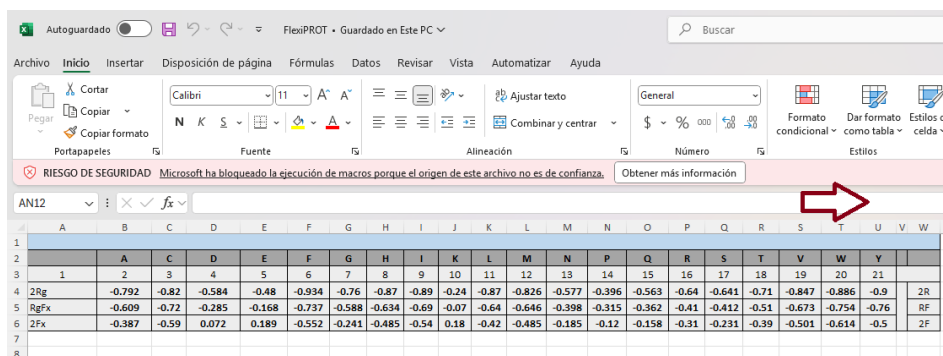 Autoguardado FlexiPROT • Guardado en Este PC Buscar
Archivo Inicio Insertar Disposición de página Fórmulas Datos Revisar Vista Automatizar Ayuda
Pegar Cortar Copiar Copiar formato
Calibri 11 A A
N K S A
Ajustar texto
Combinar y centrar
General
$ % 000
Formato condicional Dar formato como tabla Estilos celda
Portapapeles Fuente Alineación Número Estilos
RIESGO DE SEGURIDAD Microsoft ha bloqueado la ejecución de macros porque el origen de este archivo no es de confianza. Obtener más información
AN12 fx
A B C D E F G H I J K L M N O P Q R S T U V W
1
2 A C D E F G H I K L M N P Q R S T V W Y
3 1 2 3 4 5 6 7 8 9 10 11 12 13 14 15 16 17 18 19 20 21
4 2Rg -0.792 -0.82 -0.584 -0.48 -0.934 -0.76 -0.87 -0.89 -0.24 -0.87 -0.826 -0.577 -0.396 -0.563 -0.64 -0.641 -0.71 -0.847 -0.886 -0.9 2R
5 RgFx -0.609 -0.72 -0.285 -0.168 -0.737 -0.588 -0.634 -0.69 -0.07 -0.64 -0.646 -0.398 -0.315 -0.362 -0.41 -0.412 -0.51 -0.673 -0.754 -0.76 RF
6 2Fx -0.387 -0.59 0.072 0.189 -0.552 -0.241 -0.485 -0.54 0.18 -0.42 -0.485 -0.185 -0.12 -0.158 -0.31 -0.231 -0.39 -0.501 -0.614 -0.5 2F
7
8